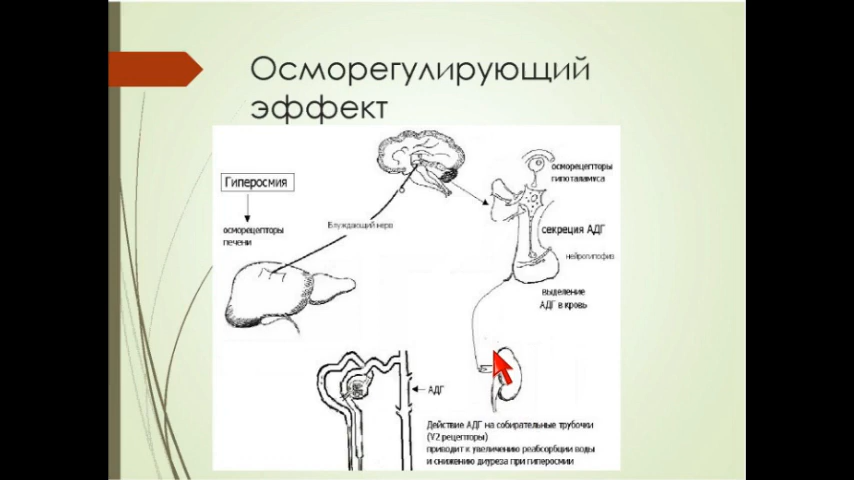 Осморегулирующий
эффект
Гиперосмия
осморецепторы
печени
Блуждающий нерв
осморецепторы
гипоталамуса
секреция АДГ
нейрогипофиз
выделение
АДГ в кровь
АДГ
Действие АДГ на собирательные трубочки
(V2 рецепторы)
приводит к увеличению реабсорбции воды
и снижению диуреза при гиперосмии